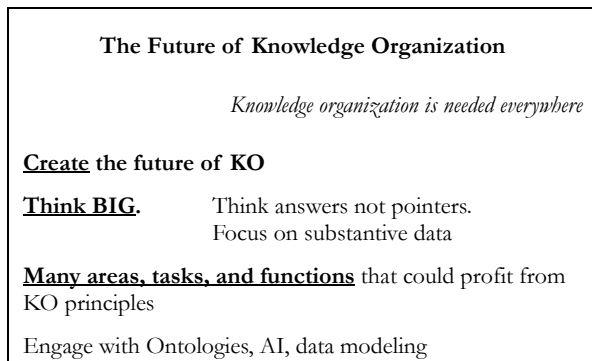 The Future of Knowledge Organization
Knowledge organization is needed everywhere
Create the future of KO
Think BIG. Think answers not pointers.
Focus on substantive data
Many areas, tasks, and functions that could profit from
KO principles
Engage with Ontologies, AI, data modeling